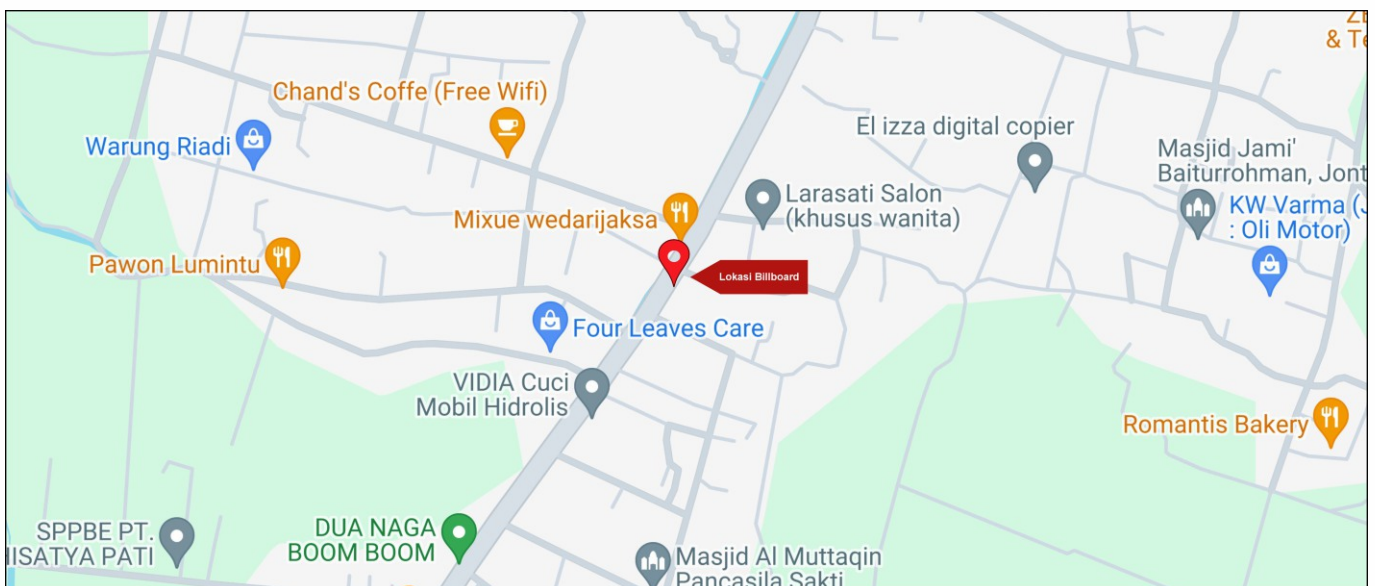 & Te
Chand's Coffe (Free Wifi)
Warung Riadi
El izza digital copier
Masjid Jami'
Baiturrohman, Jont
Larasati Salon
(khusus wanita)
KW Varma (J
: Oli Motor)
Mixue wedarijaksa
Pawon Lumintu
Lokasi Billboard
Four Leaves Care
VIDIA Cuci
Mobil Hidrolis
Romantis Bakery
SPPBE PT.
HISATYA PATI
DUA NAGA
BOOM BOOM
Masjid Al Muttaqin
Pancasila Sakti